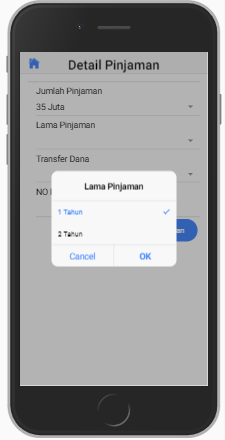 Detail Pinjaman
Jumlah Pinjaman
35 Juta
Lama Pinjaman
Transfer Dana
NO
Lama Pinjaman
1 Tahun
2 Tahun
Cancel
OK